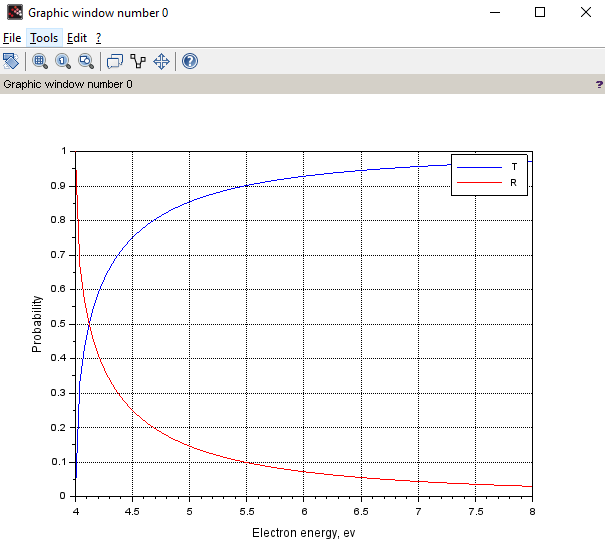 Graphic window number 0
File Tools Edit ?
Graphic window number 0 ?
Probability
1
0.9
0.8
0.7
0.6
0.5
0.4
0.3
0.2
0.1
0
4 4.5 5 5.5 6 6.5 7 7.5 8
Electron energy, ev
T
R